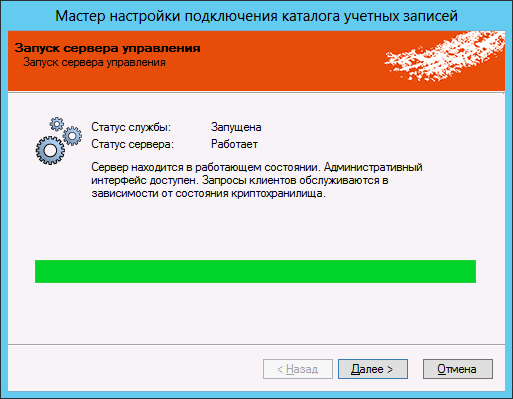 Мастер настройки подключения каталога учетных записей
Запуск сервера управления
Запуск сервера управления
Статус службы: Запущена
Статус сервера: Работает
Сервер находится в работающем состоянии. Административный
интерфейс доступен. Запросы клиентов обслуживаются в
зависимости от состояния криптохранилища.
< Назад Далее > Отмена